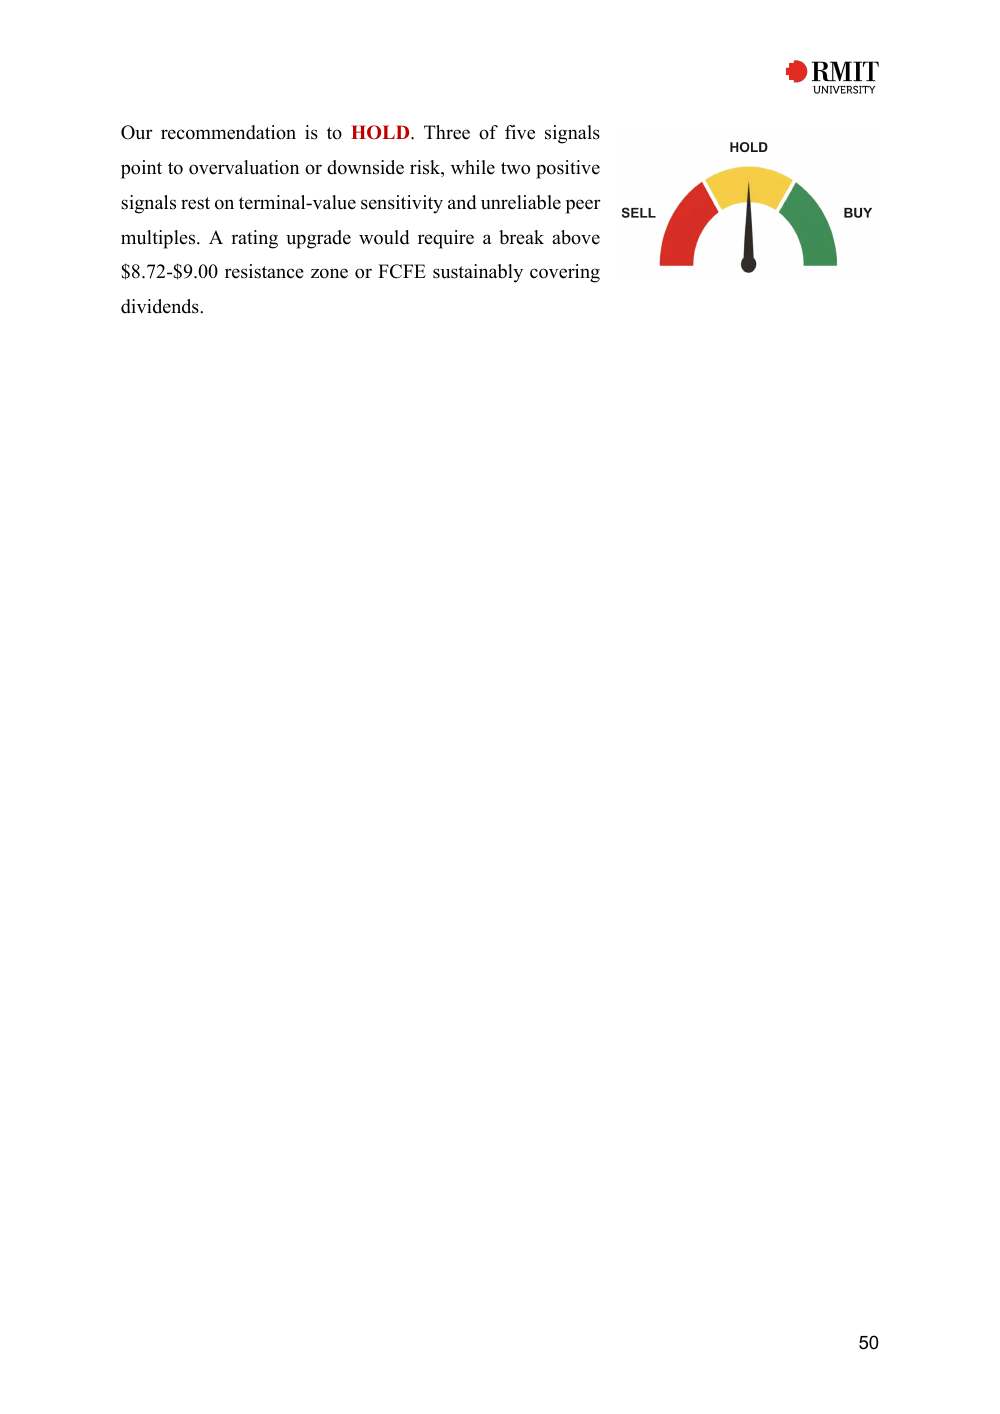 RMIT
UNIVERSITY
Our recommendation is to HOLD. Three of five signals
point to overvaluation or downside risk, while two positive
signals rest on terminal-value sensitivity and unreliable peer
multiples. A rating upgrade would require a break above
$8.72-$9.00 resistance zone or FCFE sustainably covering
dividends.
HOLD
SELL
BUY
50